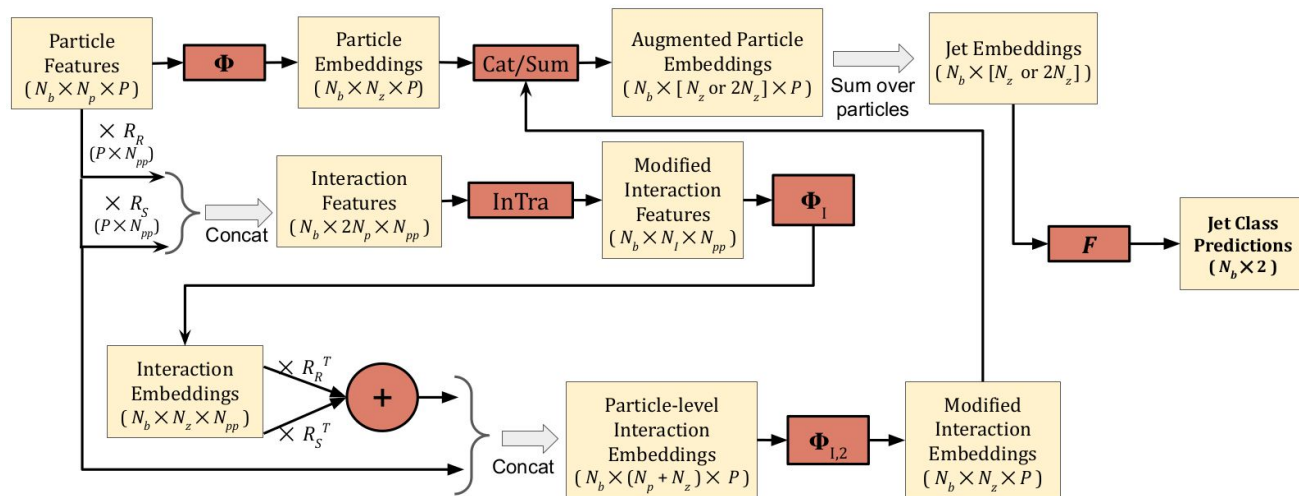 Particle
Features
( N_b × N_p × P )
Φ
Particle
Embeddings
( N_b × N_z × P)
Cat/Sum
Augmented Particle
Embeddings
( N_b × [ N_z or 2N_z] × P )
Sum over
particles
Jet Embeddings
( N_b × [N_z or 2N_z] )
× R_R
(P × N_pp)
× R_S
(P × N_pp)
Concat
Interaction
Features
( N_b × 2N_p × N_pp )
InTra
Modified
Interaction
Features
( N_b × N_I × N_pp )
Φ_I
F
Jet Class
Predictions
( N_b × 2 )
Interaction
Embeddings
( N_b × N_z × N_pp )
× R_R^T
× R_S^T
+
Concat
Particle-level
Interaction
Embeddings
( N_b × (N_p + N_z ) × P )
Φ_I,2
Modified
Interaction
Embeddings
( N_b × N_z × P )